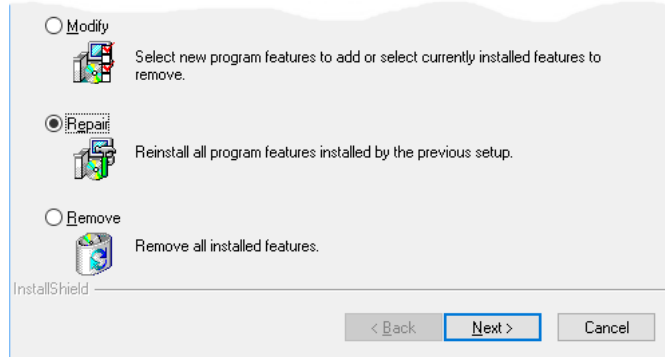 Modify
Select new program features to add or select currently installed features to
remove.
Repair
Reinstall all program features installed by the previous setup.
Remove
Remove all installed features.
InstallShield
< Back Next > Cancel